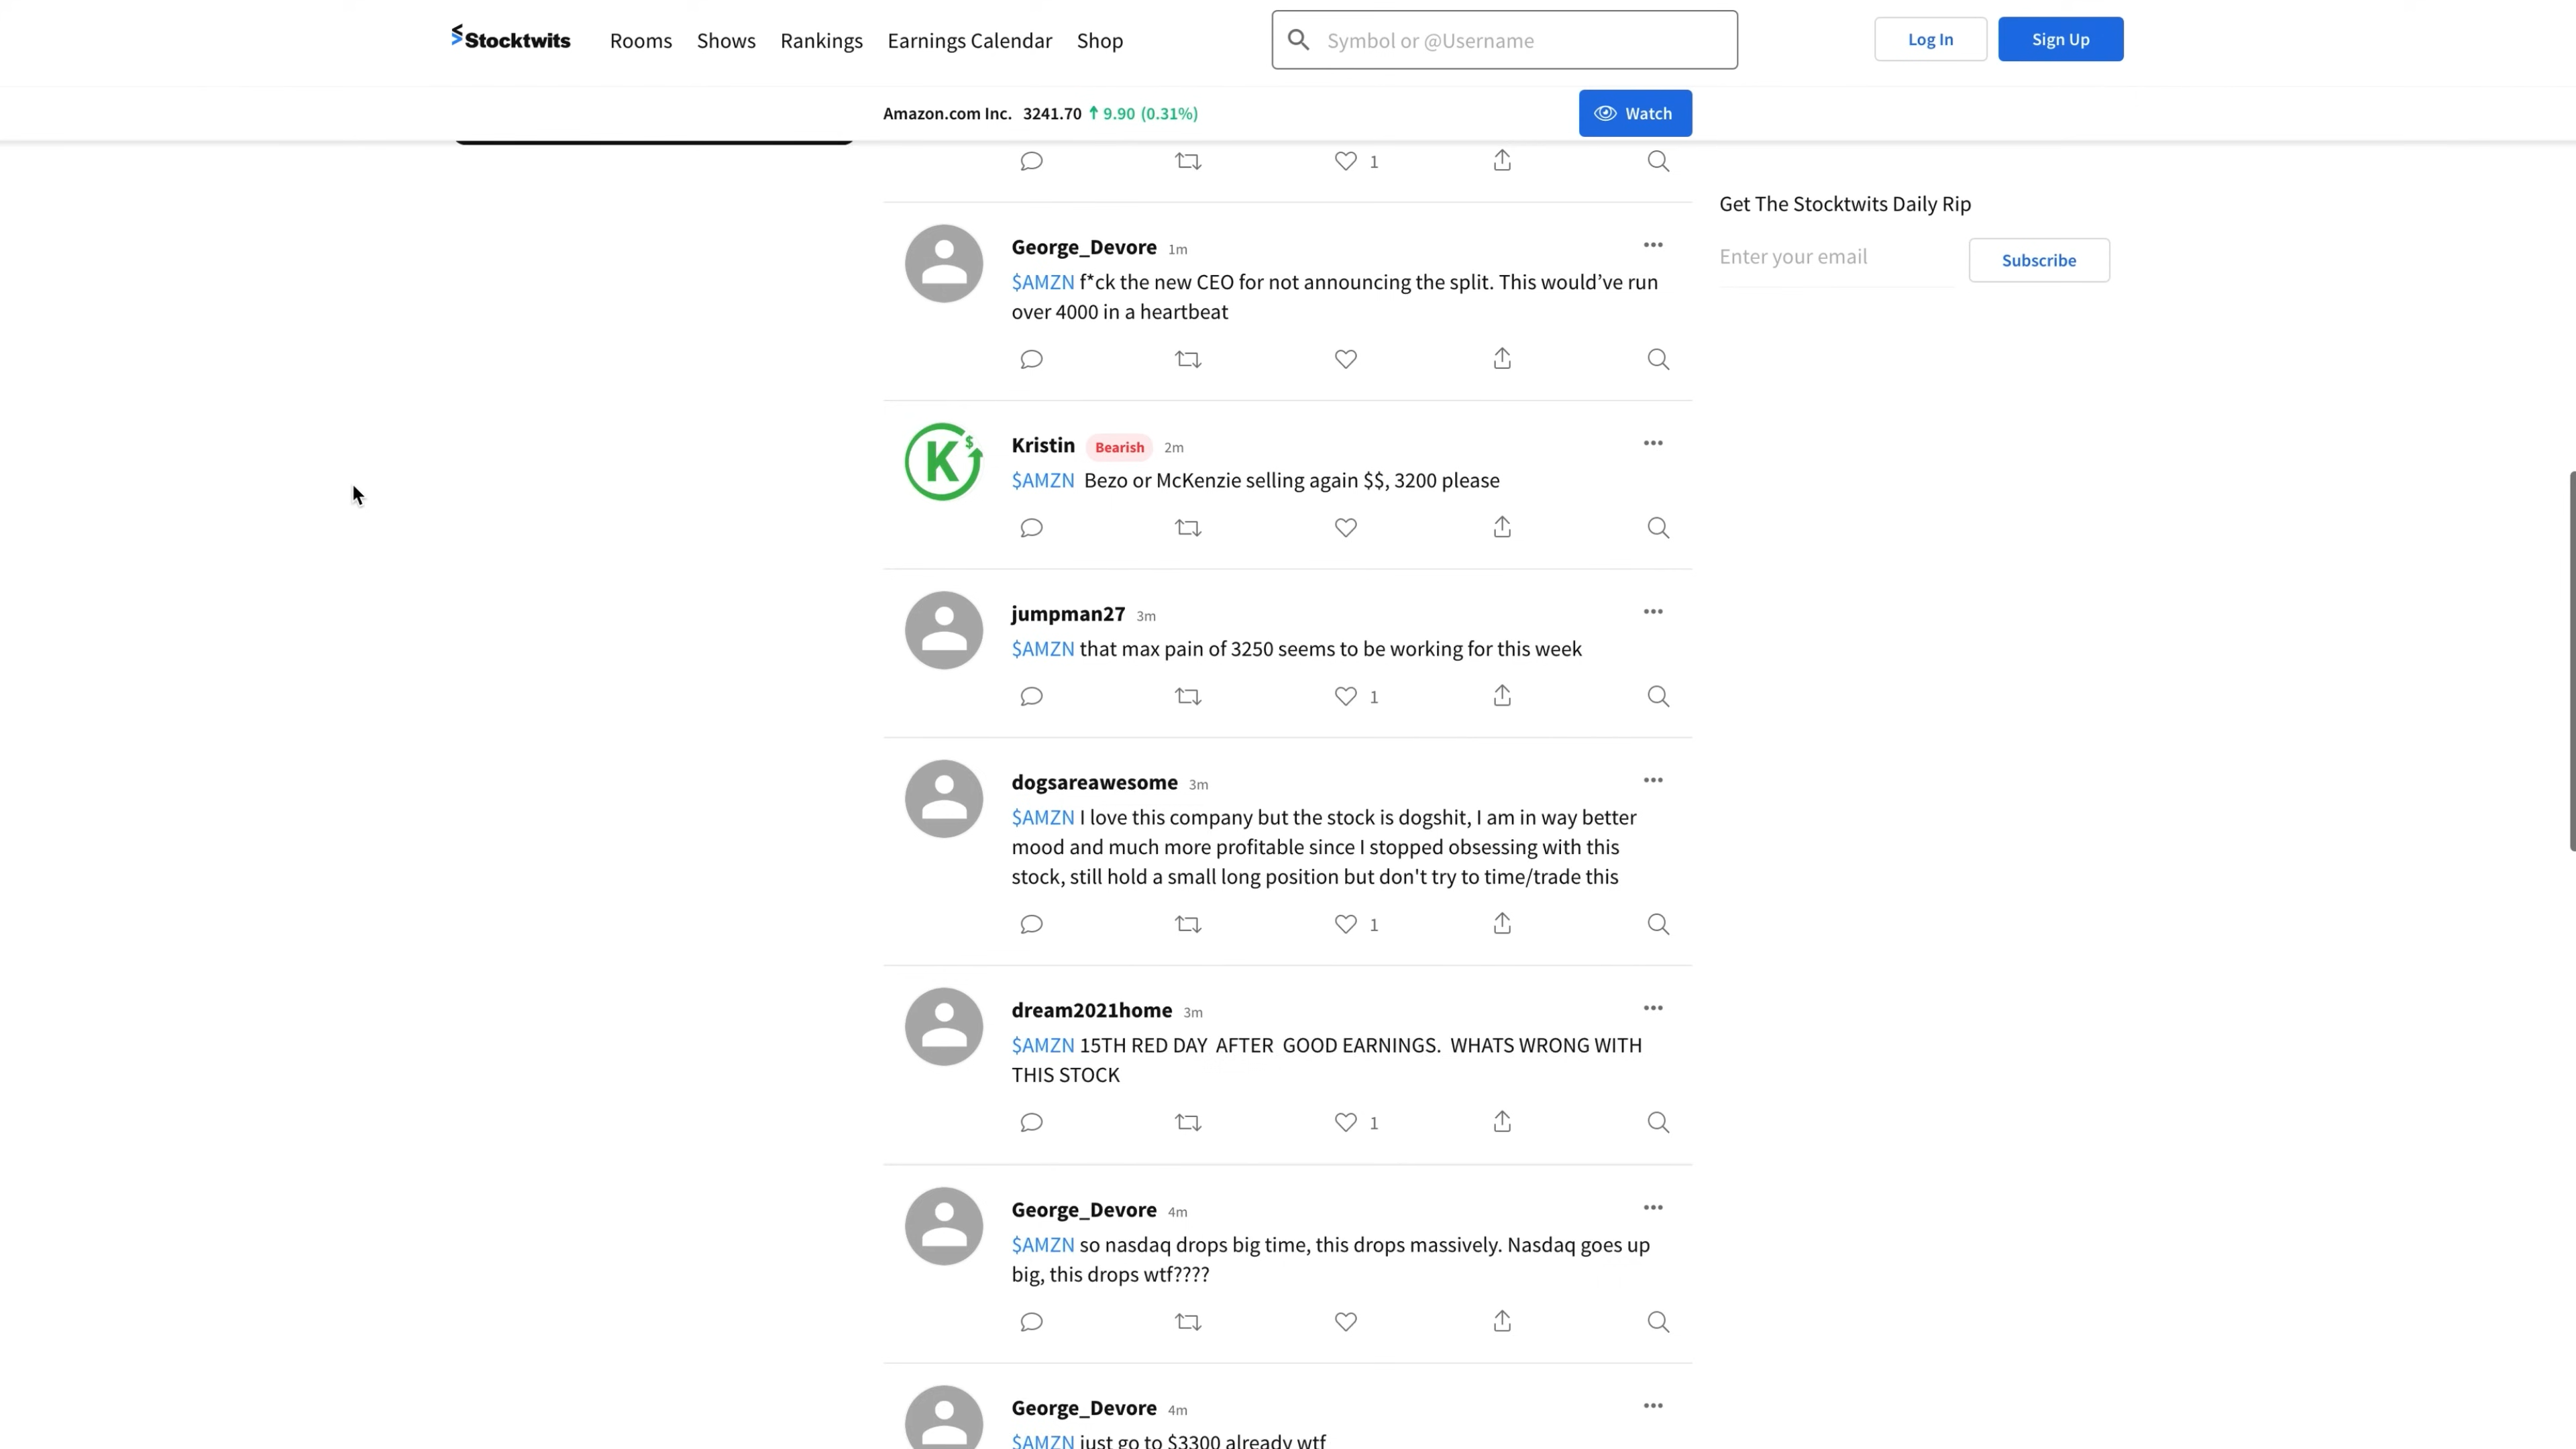 Stocktwits
Rooms
Shows
Rankings
Earnings Calendar
Shop
Symbol or @Username
Log In
Sign Up
Amazon.com Inc. 3241.70 9.90 (0.31%)
Watch
1
Get The Stocktwits Daily Rip
Enter your email
Subscribe
George_Devore 1m
$AMZN f*ck the new CEO for not announcing the split. This would’ve run
over 4000 in a heartbeat
K$
Kristin Bearish 2m
$AMZN Bezo or McKenzie selling again $$, 3200 please
jumpman27 3m
$AMZN that max pain of 3250 seems to be working for this week
1
dogsareawesome 3m
$AMZN I love this company but the stock is dogshit, I am in way better
mood and much more profitable since I stopped obsessing with this
stock, still hold a small long position but don't try to time/trade this
1
dream2021home 3m
$AMZN 15TH RED DAY AFTER GOOD EARNINGS. WHATS WRONG WITH
THIS STOCK
1
George_Devore 4m
$AMZN so nasdaq drops big time, this drops massively. Nasdaq goes up
big, this drops wtf????
George_Devore 4m
$AMZN just go to $3300 already wtf